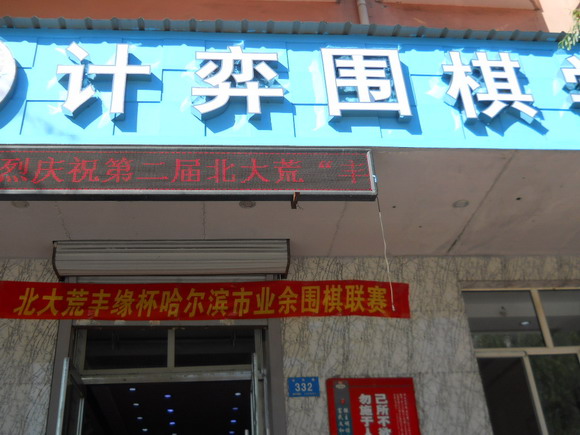 计弈围棋
烈庆祝第二届北大荒“丰
北大荒丰缘杯哈尔滨市业余围棋联赛
332
己所不欲
勿施于人